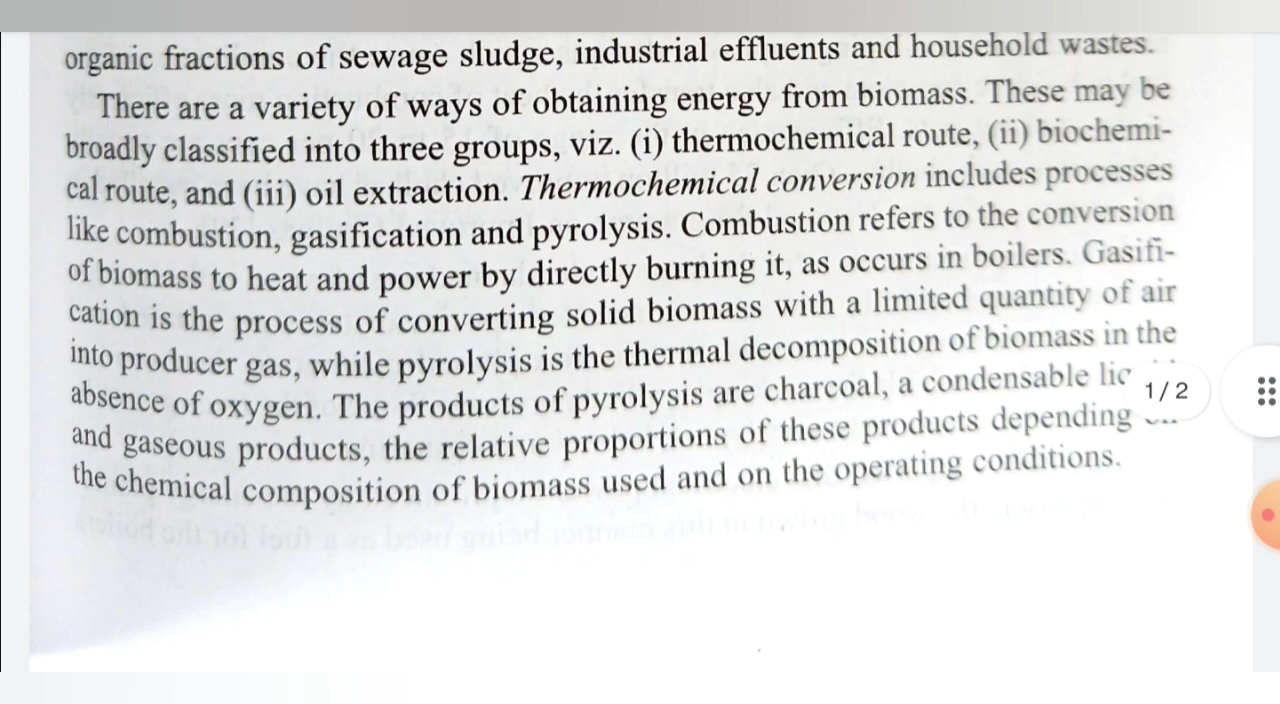 organic fractions of sewage sludge, industrial effluents and household wastes.
There are a variety of ways of obtaining energy from biomass. These may be
broadly classified into three groups, viz. (i) thermochemical route, (ii) biochemi-
cal route, and (iii) oil extraction. Thermochemical conversion includes processes
like combustion, gasification and pyrolysis. Combustion refers to the conversion
of biomass to heat and power by directly burning it, as occurs in boilers. Gasifi-
cation is the process of converting solid biomass with a limited quantity of air
into producer gas, while pyrolysis is the thermal decomposition of biomass in the
absence of oxygen. The products of pyrolysis are charcoal, a condensable
1/2
and gaseous products, the relative proportions of these products depending
the chemical composition of biomass used and on the operating conditions.